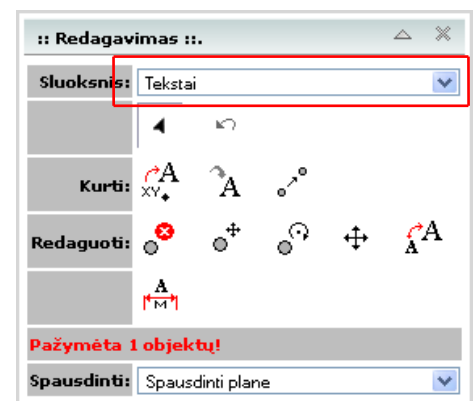 :: Redagavimas ::.
Sluoksnis: Tekstai
Kurti: XY A A
Redaguoti: A A
A M
Pažymėta 1 objektų!
Spausdinti: Spausdinti plane